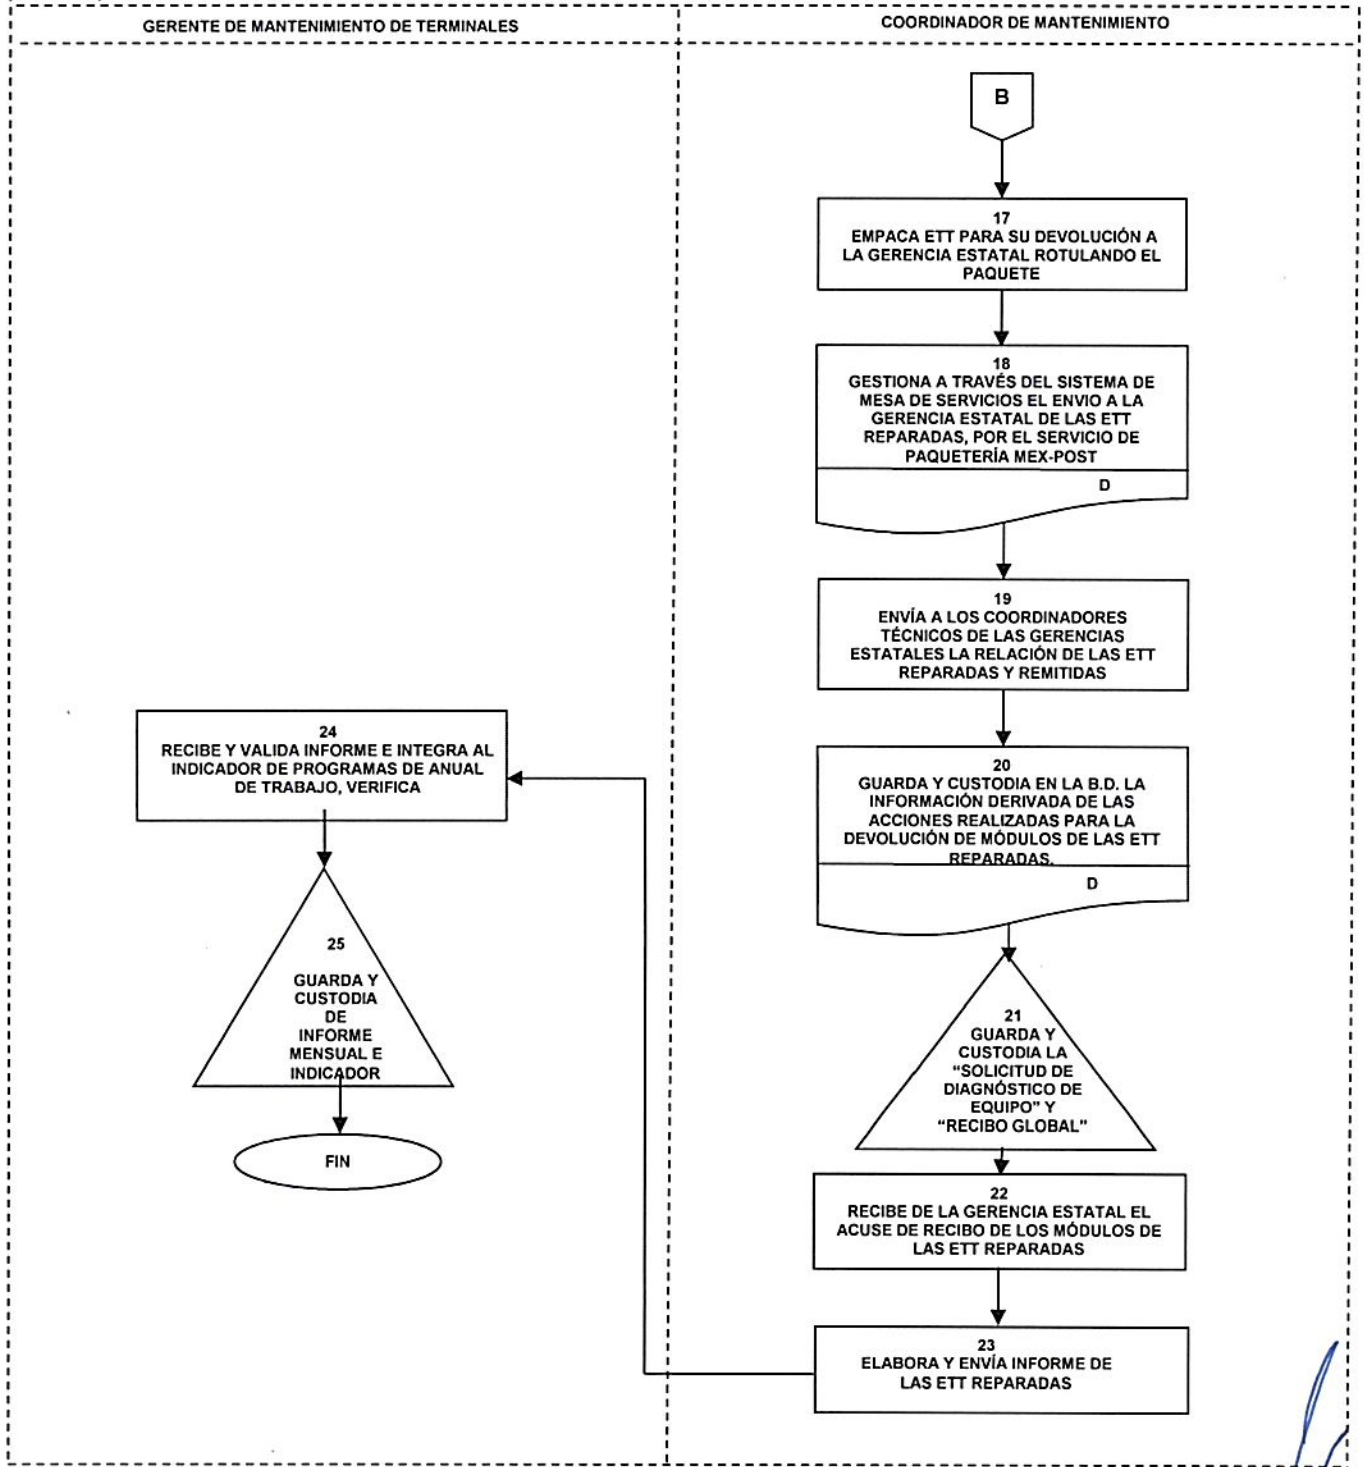 GERENTE DE MANTENIMIENTO DE TERMINALES
COORDINADOR DE MANTENIMIENTO
B
17
EMPACA ETT PARA SU DEVOLUCIÓN A
LA GERENCIA ESTATAL ROTULANDO EL
PAQUETE
18
GESTIONA A TRAVÉS DEL SISTEMA DE
MESA DE SERVICIOS EL ENVIO A LA
GERENCIA ESTATAL DE LAS ETT
REPARADAS, POR EL SERVICIO DE
PAQUETERÍA MEX-POST
D
19
ENVÍA A LOS COORDINADORES
TÉCNICOS DE LAS GERENCIAS
ESTATALES LA RELACIÓN DE LAS ETT
REPARADAS Y REMITIDAS
20
GUARDA Y CUSTODIA EN LA B.D. LA
INFORMACIÓN DERIVADA DE LAS
ACCIONES REALIZADAS PARA LA
DEVOLUCIÓN DE MÓDULOS DE LAS ETT
REPARADAS.
D
21
GUARDA Y
CUSTODIA LA
“SOLICITUD DE
DIAGNÓSTICO DE
EQUIPO” Y
“RECIBO GLOBAL”
22
RECIBE DE LA GERENCIA ESTATAL EL
ACUSE DE RECIBO DE LOS MÓDULOS DE
LAS ETT REPARADAS
23
ELABORA Y ENVÍA INFORME DE
LAS ETT REPARADAS
24
RECIBE Y VALIDA INFORME E INTEGRA AL
INDICADOR DE PROGRAMAS DE ANUAL
DE TRABAJO, VERIFICA
25
GUARDA Y
CUSTODIA
DE
INFORME
MENSUAL E
INDICADOR
FIN